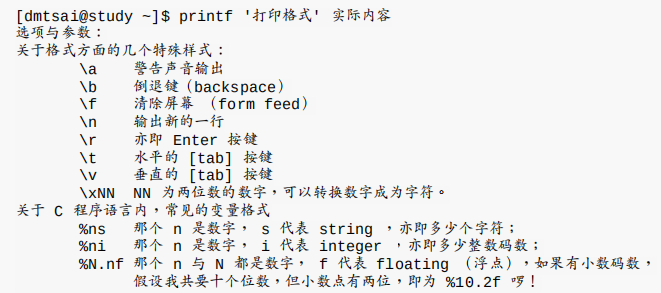 [dmtsai@study ~]$ printf '打印格式' 实际内容
选项与参数：
关于格式方面的几个特殊样式：
\a 警告声音输出
\b 倒退键（backspace）
\f 清除屏幕 （form feed）
\n 输出新的一行
\r 亦即 Enter 按键
\t 水平的 [tab] 按键
\v 垂直的 [tab] 按键
\xNN NN 为两位数的数字，可以转换数字成为字符。
关于 C 程序语言内，常见的变量格式
%ns 那个 n 是数字， s 代表 string ，亦即多少个字符；
%ni 那个 n 是数字， i 代表 integer ，亦即多少整数码数；
%N.nf 那个 n 与 N 都是数字， f 代表 floating （浮点），如果有小数码数，
假设我共要十个位数，但小数点有两位，即为 %10.2f 啰！